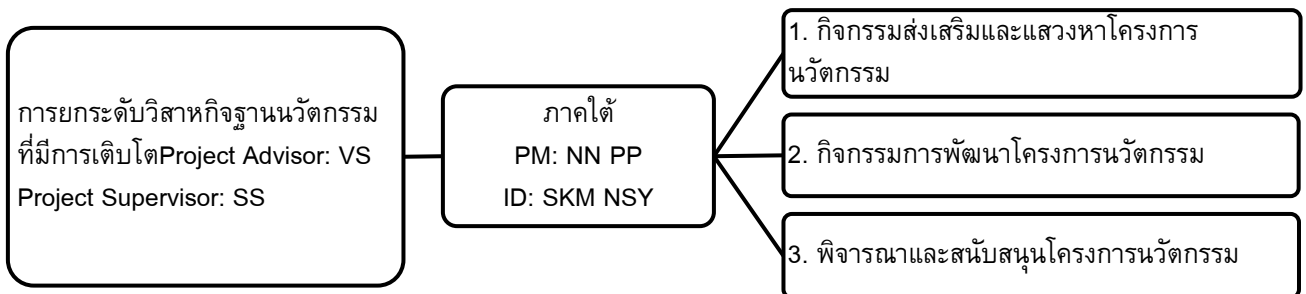 การยกระดับวิสาหกิจฐานนวัตกรรม
ที่มีการเติบโตProject Advisor: VS
Project Supervisor: SS
ภาคใต้
PM: NN PP
ID: SKM NSY
1. กิจกรรมส่งเสริมและแสวงหาโครงการ
นวัตกรรม
2. กิจกรรมการพัฒนาโครงการนวัตกรรม
3. พิจารณาและสนับสนุนโครงการนวัตกรรม